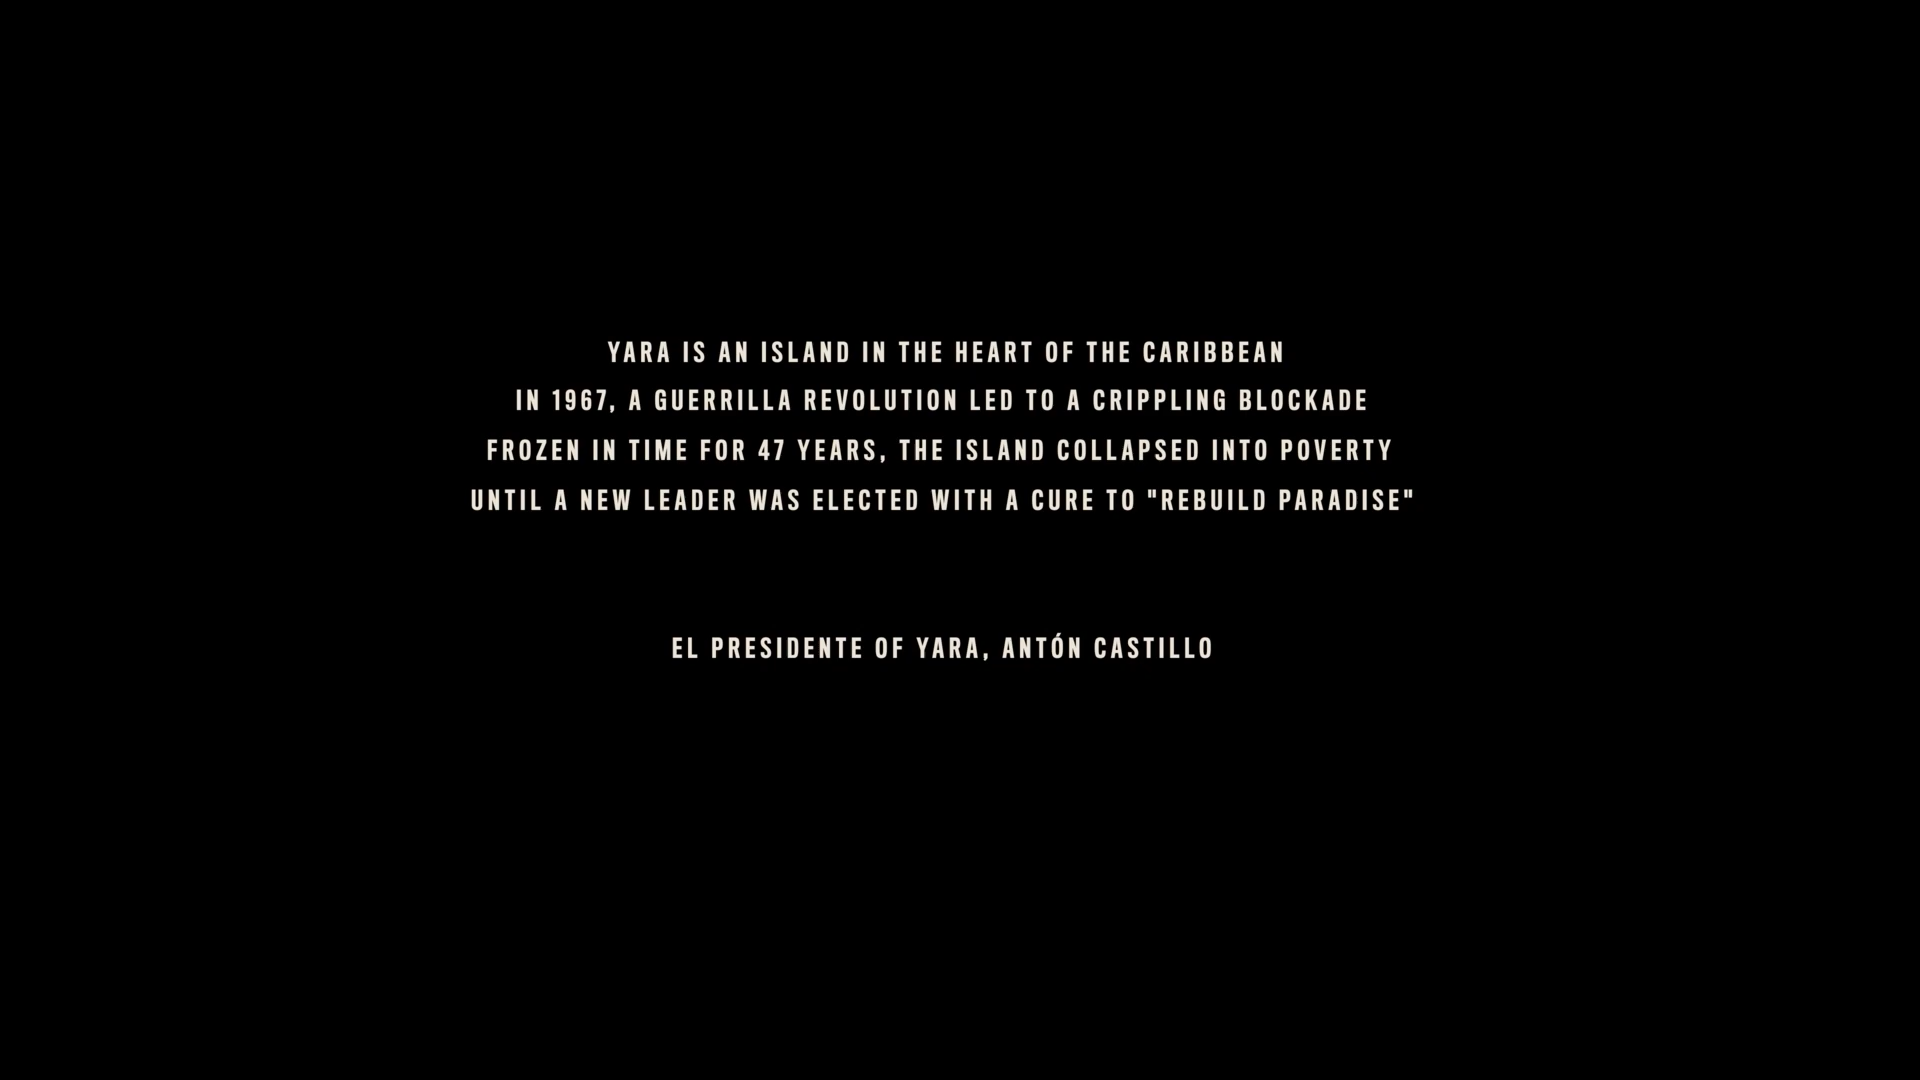 YARA IS AN ISLAND IN THE HEART OF THE CARIBBEAN
IN 1967, A GUERRILLA REVOLUTION LED TO A CRIPPLING BLOCKADE
FROZEN IN TIME FOR 47 YEARS, THE ISLAND COLLAPSED INTO POVERTY
UNTIL A NEW LEADER WAS ELECTED WITH A CURE TO "REBUILD PARADISE"
EL PRESIDENTE OF YARA, ANTÓN CASTILLO